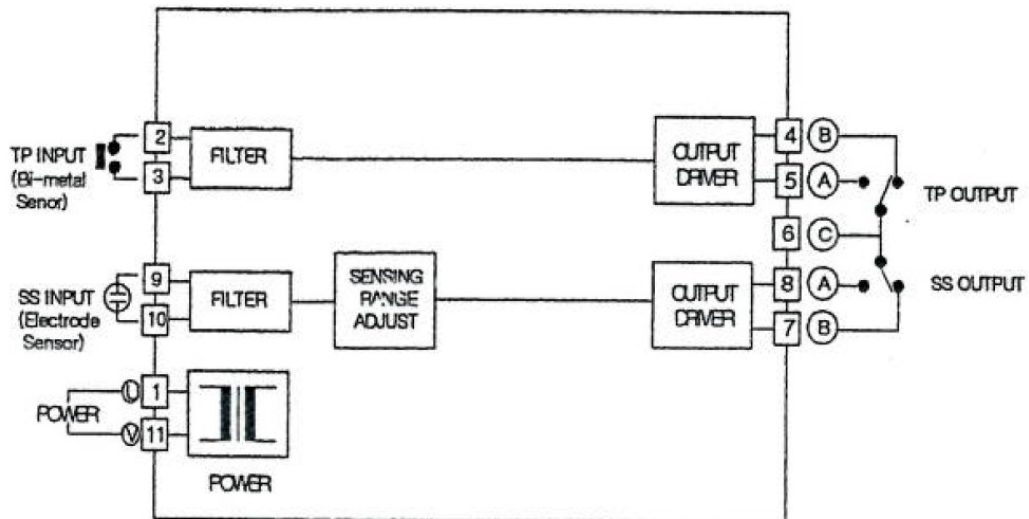 TP INPUT
(Bi-metal
Senor)
2
3
FILTER
OUTPUT
DRIVER
4
B
5
A
6
C
TP OUTPUT
SS INPUT
(Electrode
Sensor)
9
10
FILTER
SENSING
RANGE
ADJUST
OUTPUT
DRIVER
8
A
7
B
SS OUTPUT
POWER
U
1
V
11
POWER